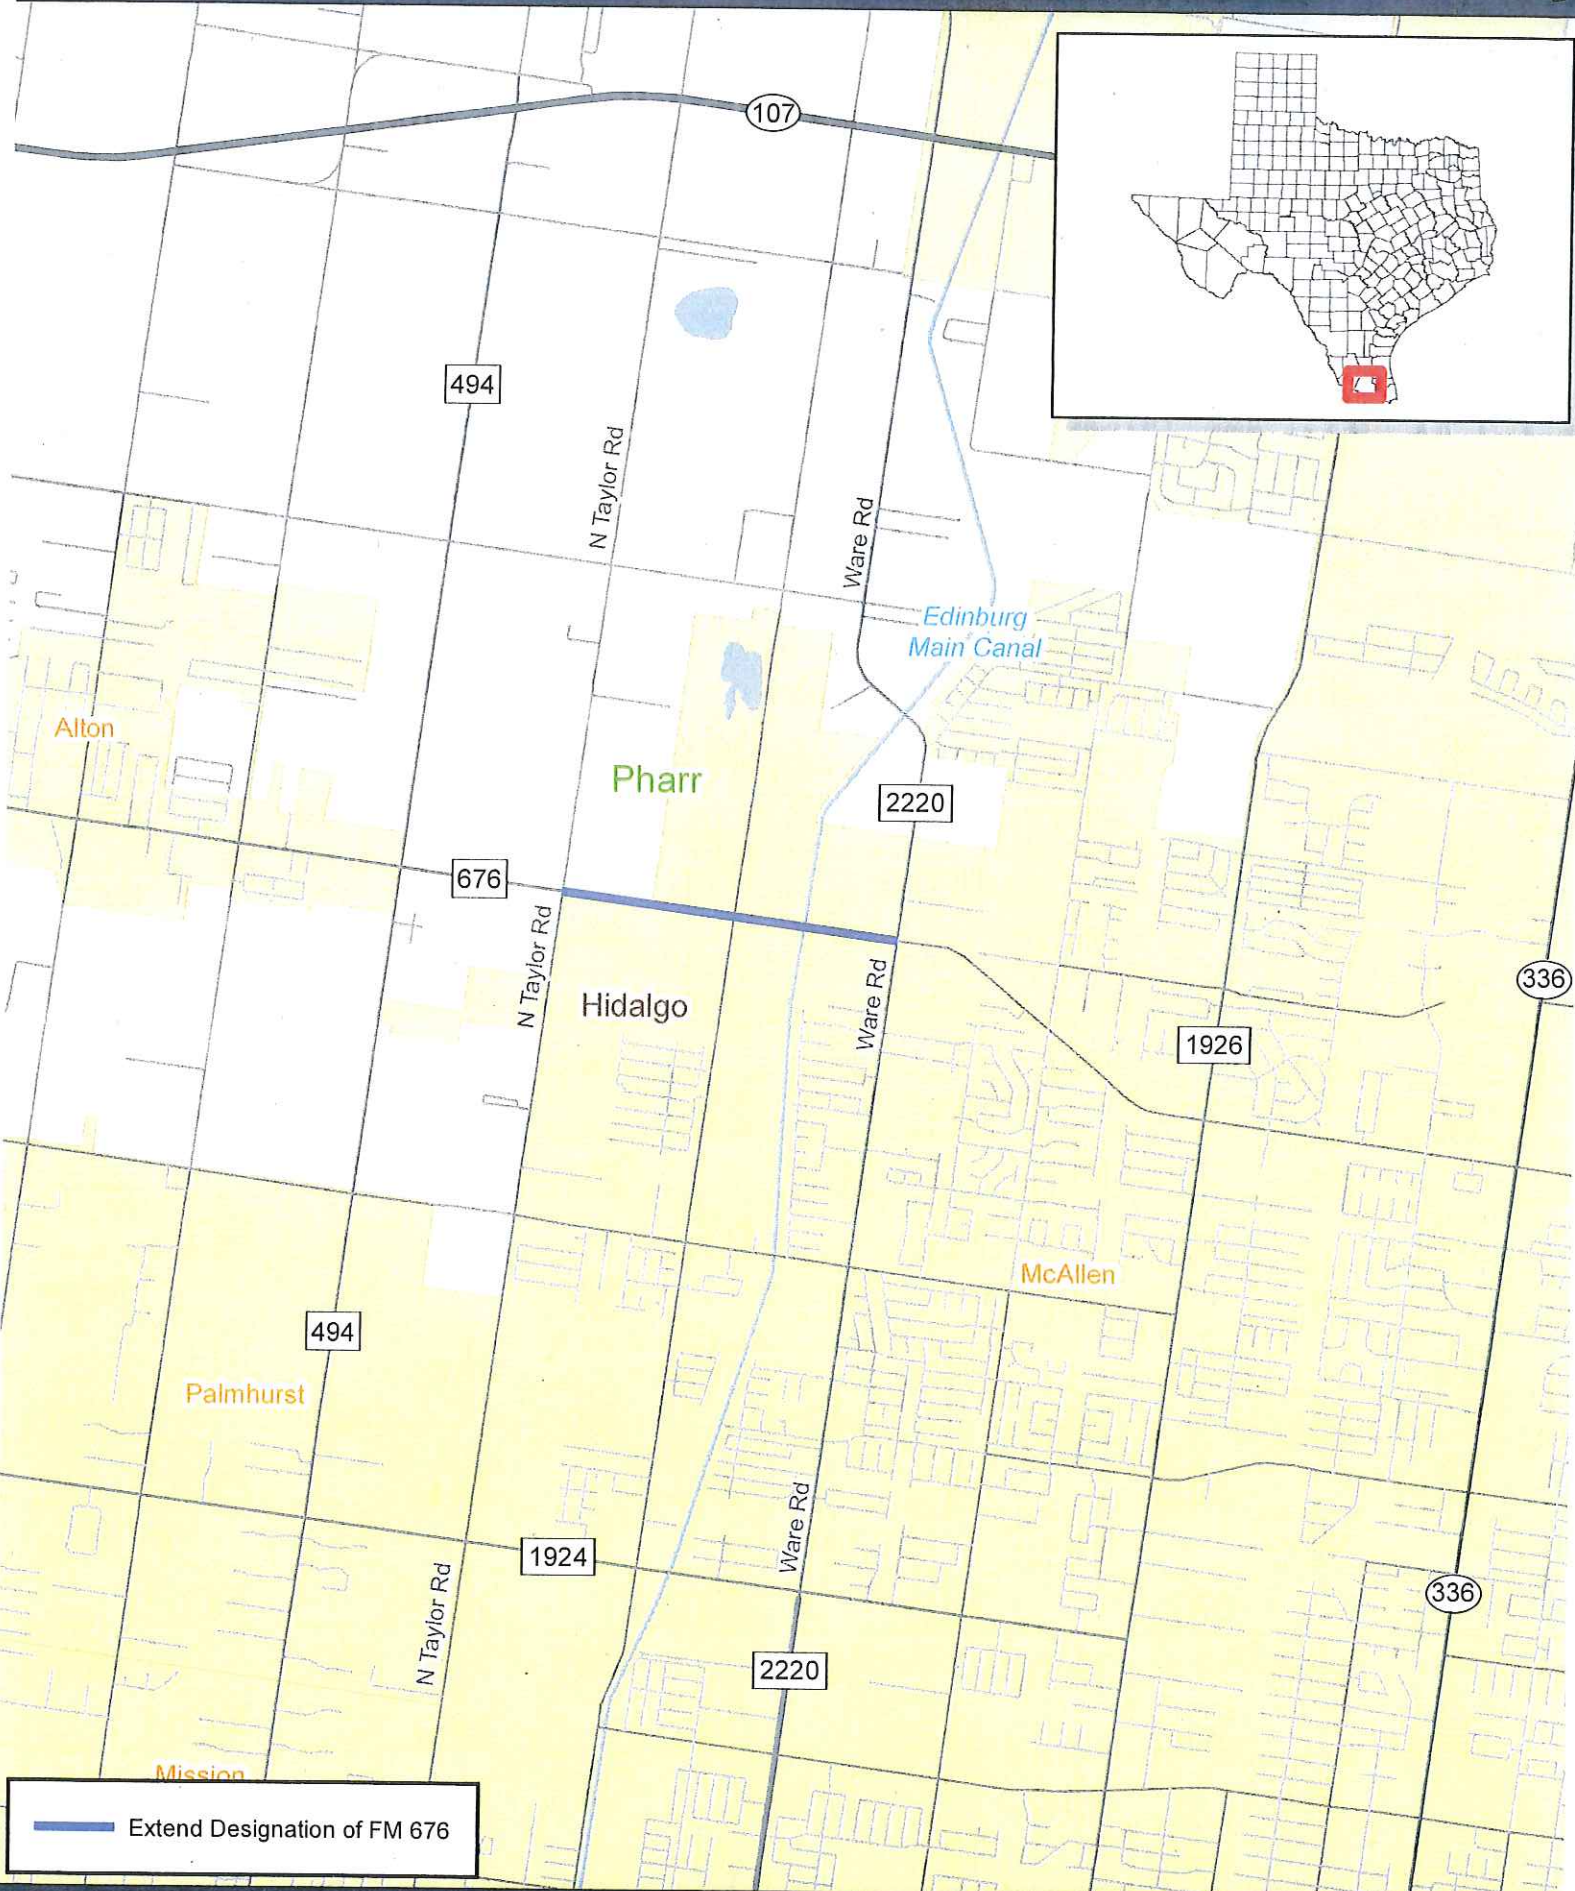 107
494
N Taylor Rd
Ware Rd
Edinburg
Main Canal
Alton
Pharr
2220
676
N Taylor Rd
Hidalgo
Ware Rd
336
1926
McAllen
494
Palmhurst
Ware Rd
1924
N Taylor Rd
336
2220
Mission
Extend Designation of FM 676